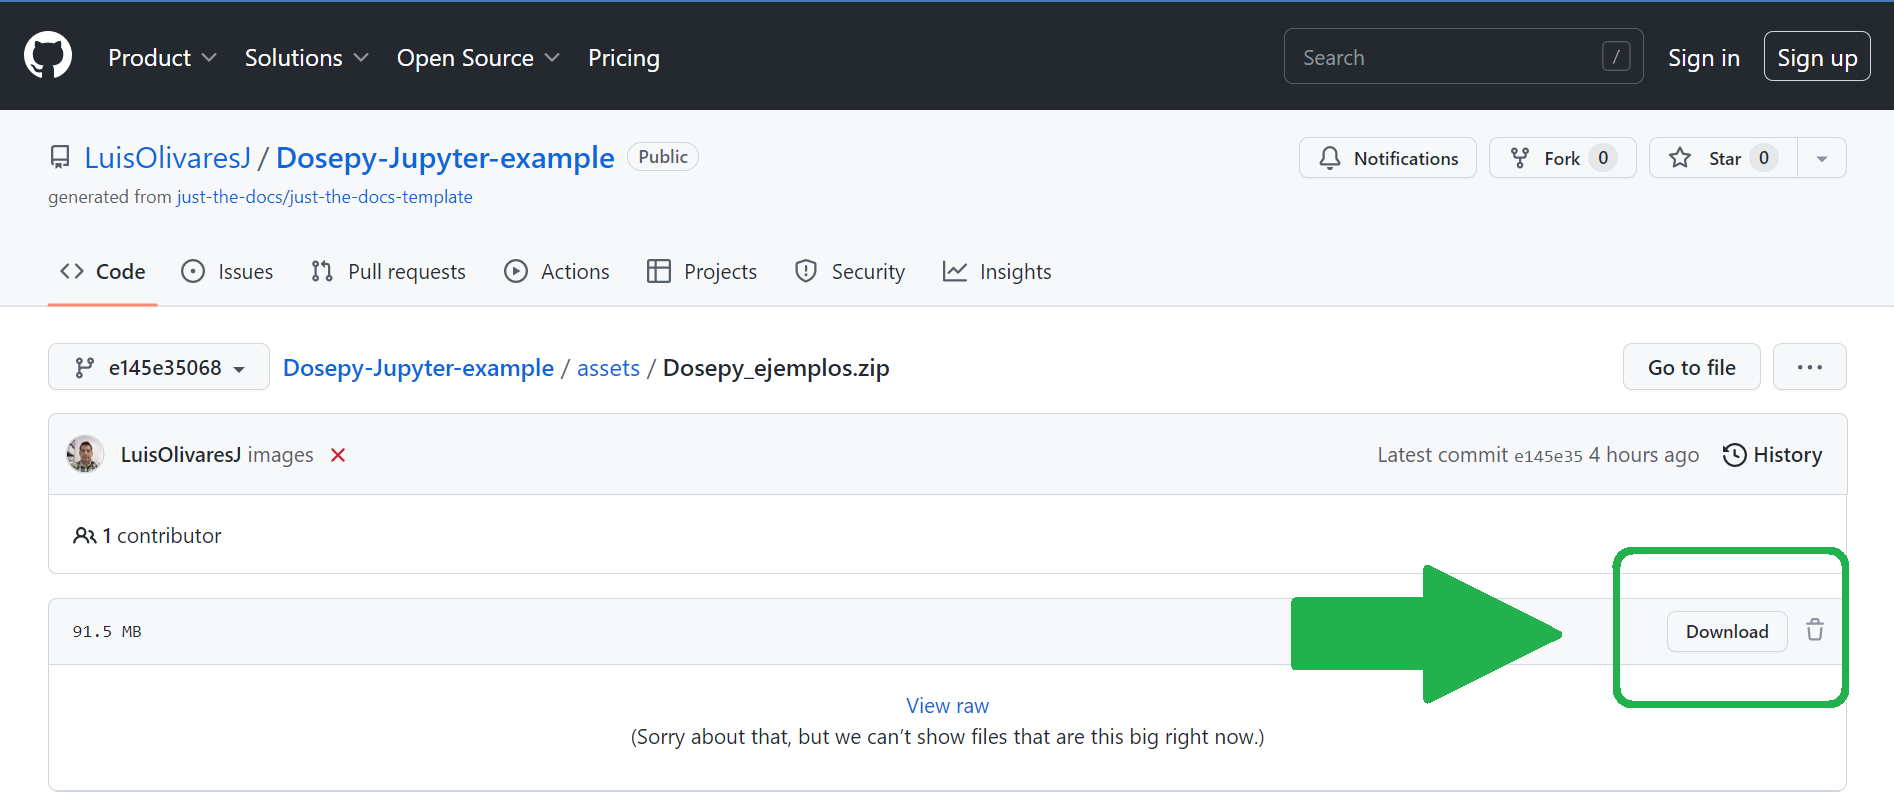 Product Solutions Open Source Pricing Search / Sign in Sign up
LuisOlivaresJ / Dosepy-Jupyter-example Public Notifications Fork 0 Star 0
generated from just-the-docs/just-the-docs-template
Code Issues Pull requests Actions Projects Security Insights
e145e35068 Dosepy-Jupyter-example / assets / Dosepy_ejemplos.zip Go to file ...
LuisOlivaresJ images Latest commit e145e35 4 hours ago History
1 contributor
91.5 MB Download
View raw
(Sorry about that, but we can’t show files that are this big right now.)